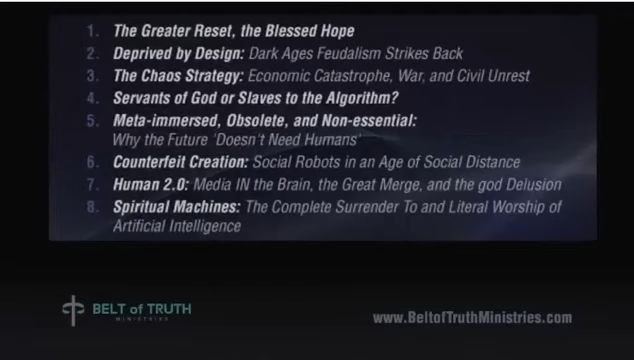 1. The Greater Reset, the Blessed Hope
2. Deprived by Design: Dark Ages Feudalism Strikes Back
3. The Chaos Strategy: Economic Catastrophe, War, and Civil Unrest
4. Servants of God or Slaves to the Algorithm?
5. Meta-immersed, Obsolete, and Non-essential:
Why the Future 'Doesn't Need Humans'
6. Counterfeit Creation: Social Robots in an Age of Social Distance
7. Human 2.0: Media IN the Brain, the Great Merge, and the god Delusion
8. Spiritual Machines: The Complete Surrender To and Literal Worship of
Artificial Intelligence
BELT of TRUTH
MINISTRIES
www.BeltofTruthMinistries.com